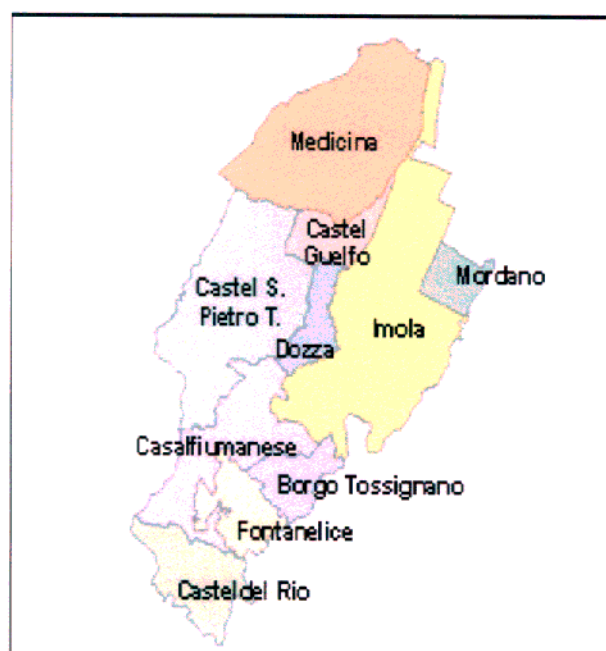 Medicina
Castel
Guelfo
Mordano
Castel S.
Pietro T.
Imola
Dozza
Casalfiumanese
Borgo Tossignano
Fontanelice
Castel del Rio